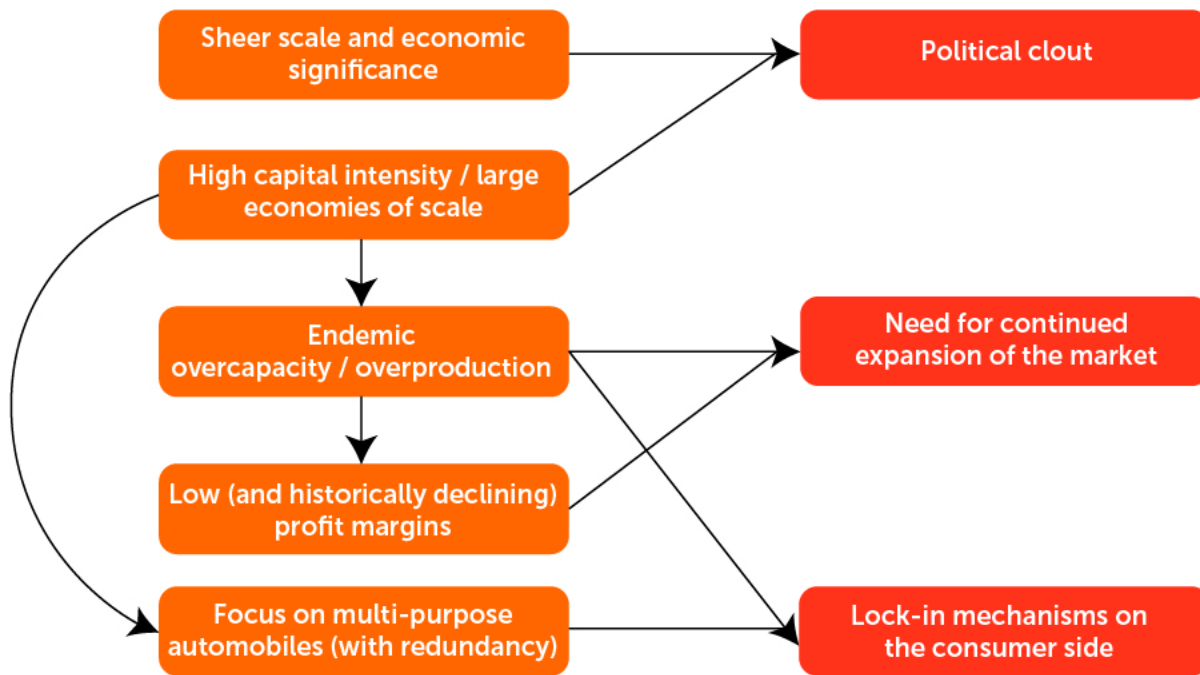 Sheer scale and economic
significance
Political clout
High capital intensity / large
economies of scale
Endemic
overcapacity / overproduction
Need for continued
expansion of the market
Low (and historically declining)
profit margins
Focus on multi-purpose
automobiles (with redundancy)
Lock-in mechanisms on
the consumer side